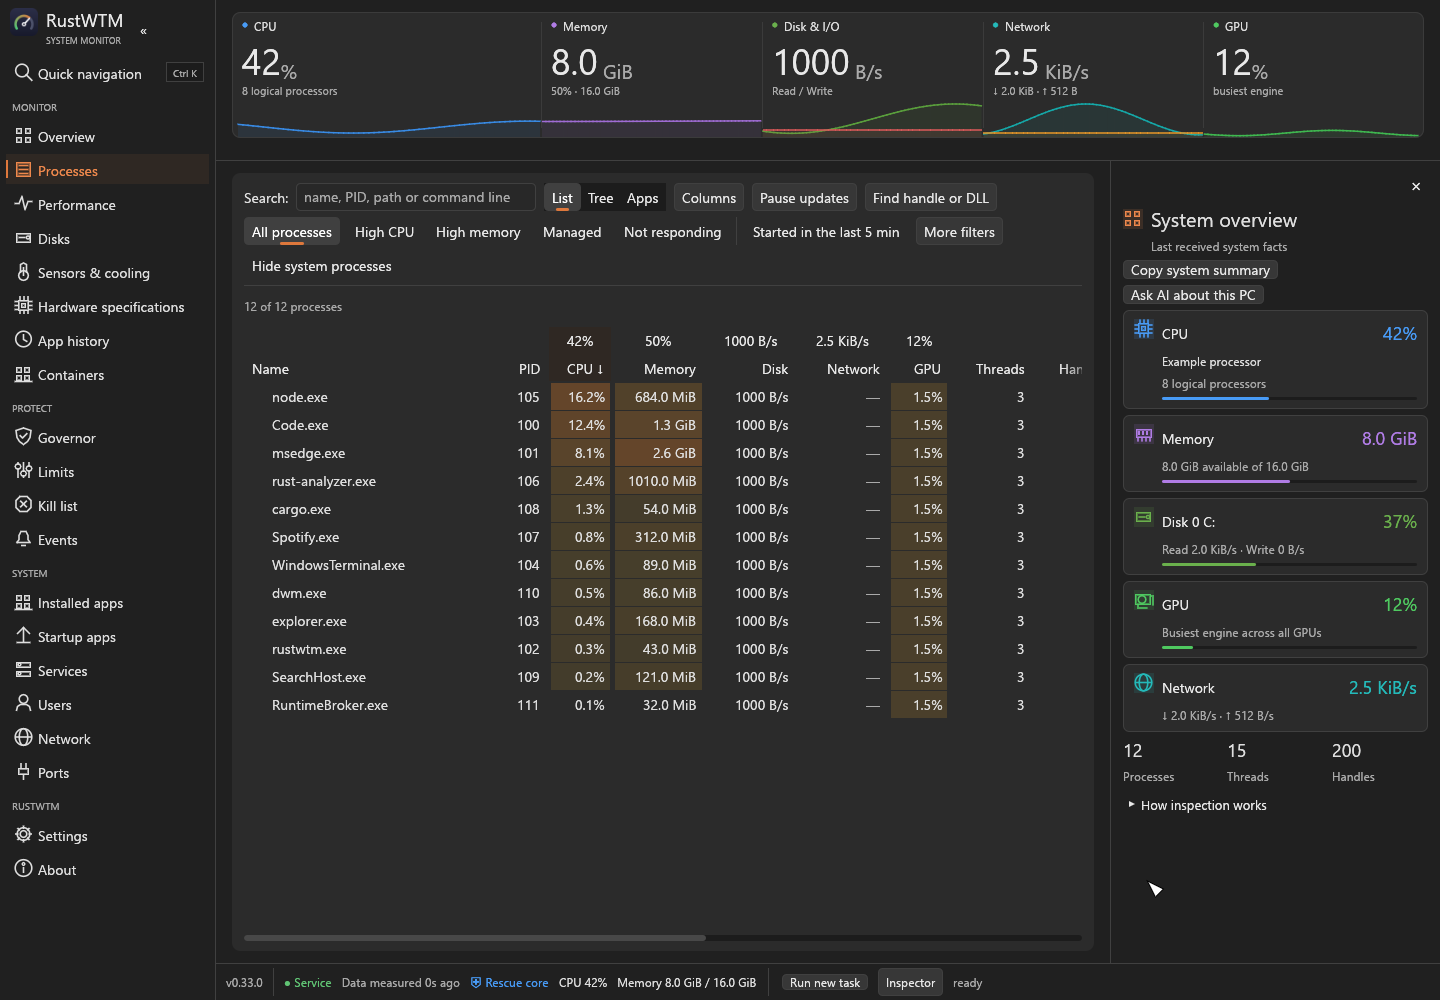 RustWTM
SYSTEM MONITOR
«
Quick navigation
Ctrl K
MONITOR
Overview
Processes
Performance
Disks
Sensors & cooling
Hardware specifications
App history
Containers
PROTECT
Governor
Limits
Kill list
Events
SYSTEM
Installed apps
Startup apps
Services
Users
Network
Ports
RUSTWTM
Settings
About
CPU
42%
8 logical processors
Memory
8.0 GiB
50% · 16.0 GiB
Disk & I/O
1000 B/s
Read / Write
Network
2.5 KiB/s
↓ 2.0 KiB/s · ↑ 512 B
GPU
12%
busiest engine
Search: name, PID, path or command line List Tree Apps Columns Pause updates Find handle or DLL
All processes High CPU High memory Managed Not responding Started in the last 5 min More filters
Hide system processes
12 of 12 processes
42% 50% 1000 B/s 2.5 KiB/s 12%
Name PID CPU ↓ Memory Disk Network GPU Threads Han
node.exe 105 16.2% 684.0 MiB 1000 B/s — 1.5% 3
Code.exe 100 12.4% 1.3 GiB 1000 B/s — 1.5% 3
msedge.exe 101 8.1% 2.6 GiB 1000 B/s — 1.5% 3
rust-analyzer.exe 106 2.4% 1010.0 MiB 1000 B/s — 1.5% 3
cargo.exe 108 1.3% 54.0 MiB 1000 B/s — 1.5% 3
Spotify.exe 107 0.8% 312.0 MiB 1000 B/s — 1.5% 3
WindowsTerminal.exe 104 0.6% 89.0 MiB 1000 B/s — 1.5% 3
dwm.exe 110 0.5% 86.0 MiB 1000 B/s — 1.5% 3
explorer.exe 103 0.4% 168.0 MiB 1000 B/s — 1.5% 3
rustwtm.exe 102 0.3% 43.0 MiB 1000 B/s — 1.5% 3
SearchHost.exe 109 0.2% 121.0 MiB 1000 B/s — 1.5% 3
RuntimeBroker.exe 111 0.1% 32.0 MiB 1000 B/s — 1.5% 3
×
System overview
Last received system facts
Copy system summary
Ask AI about this PC
CPU 42%
Example processor
8 logical processors
Memory 8.0 GiB
8.0 GiB available of 16.0 GiB
Disk 0 C: 37%
Read 2.0 KiB/s · Write 0 B/s
GPU 12%
Busiest engine across all GPUs
Network 2.5 KiB/s
↓ 2.0 KiB/s · ↑ 512 B/s
12 15 200
Processes Threads Handles
How inspection works
v0.33.0 Service Data measured 0s ago Rescue core CPU 42% Memory 8.0 GiB / 16.0 GiB Run new task Inspector ready